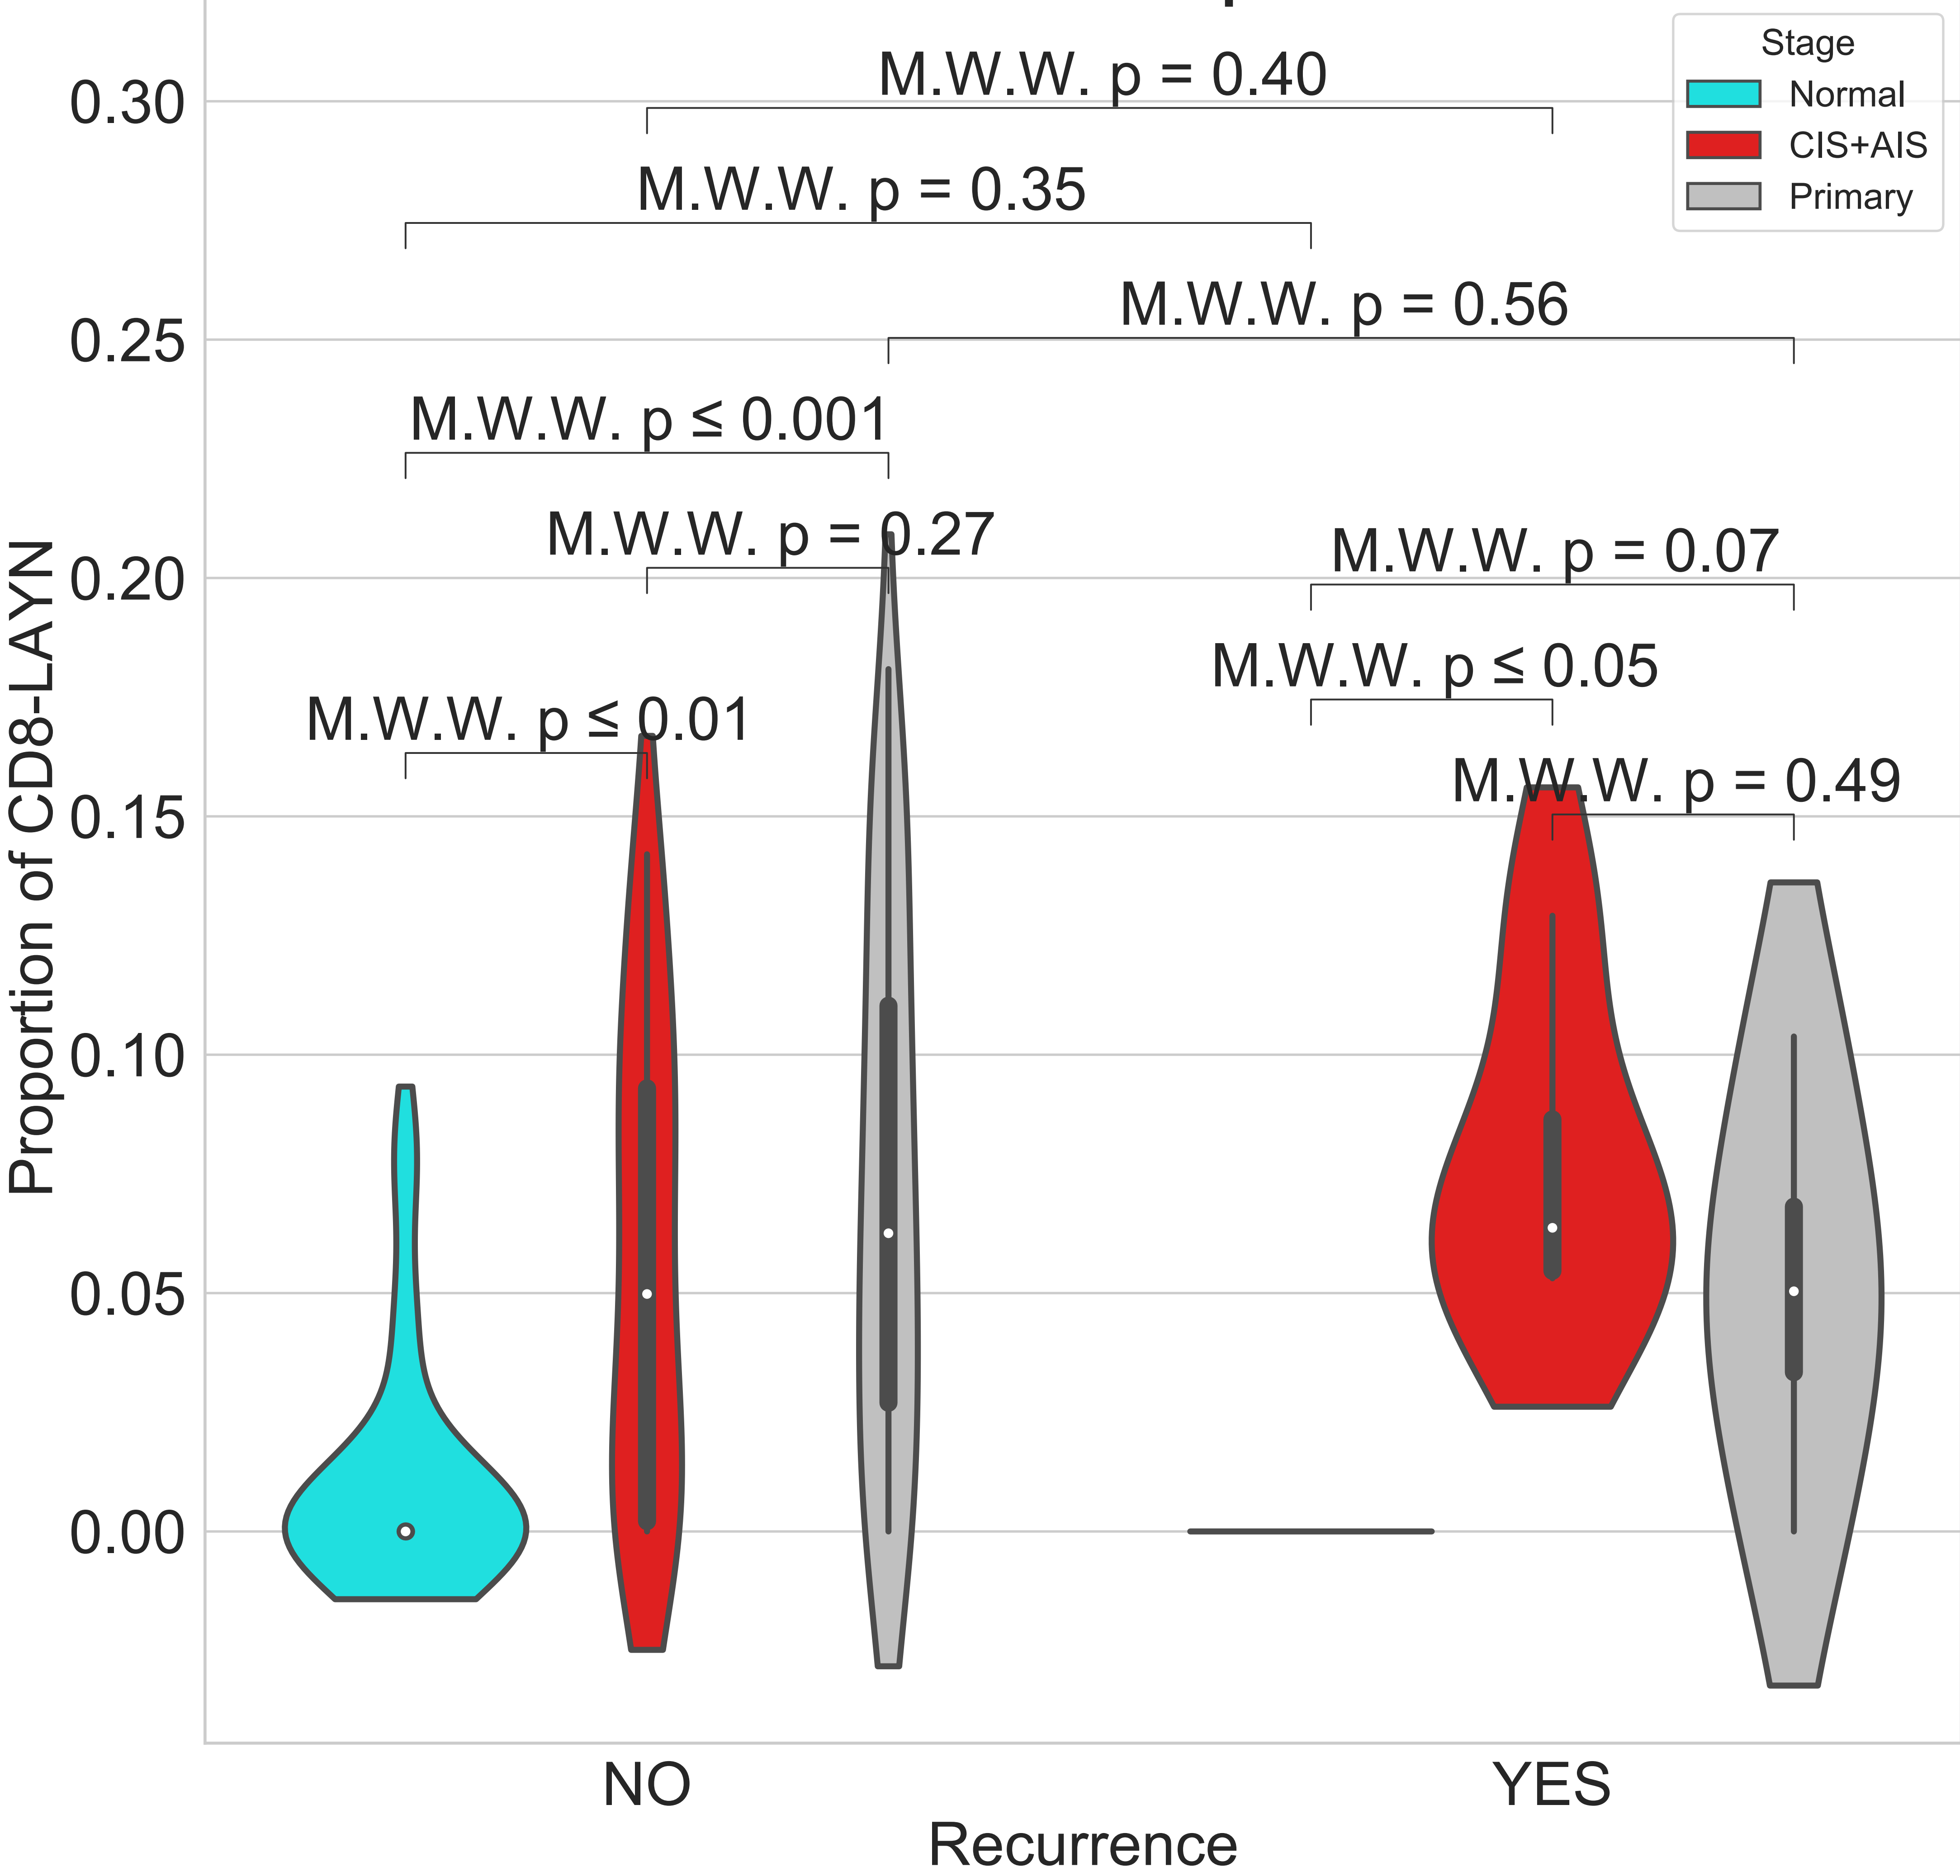 Stage
Normal
CIS+AIS
Primary
M.W.W. p = 0.40
M.W.W. p = 0.35
M.W.W. p = 0.56
M.W.W. p ≤ 0.001
M.W.W. p = 0.27
M.W.W. p = 0.07
M.W.W. p ≤ 0.05
M.W.W. p ≤ 0.01
M.W.W. p = 0.49
0.30
0.25
0.20
0.15
0.10
0.05
0.00
Proportion of CD8-LAYN
NO
YES
Recurrence